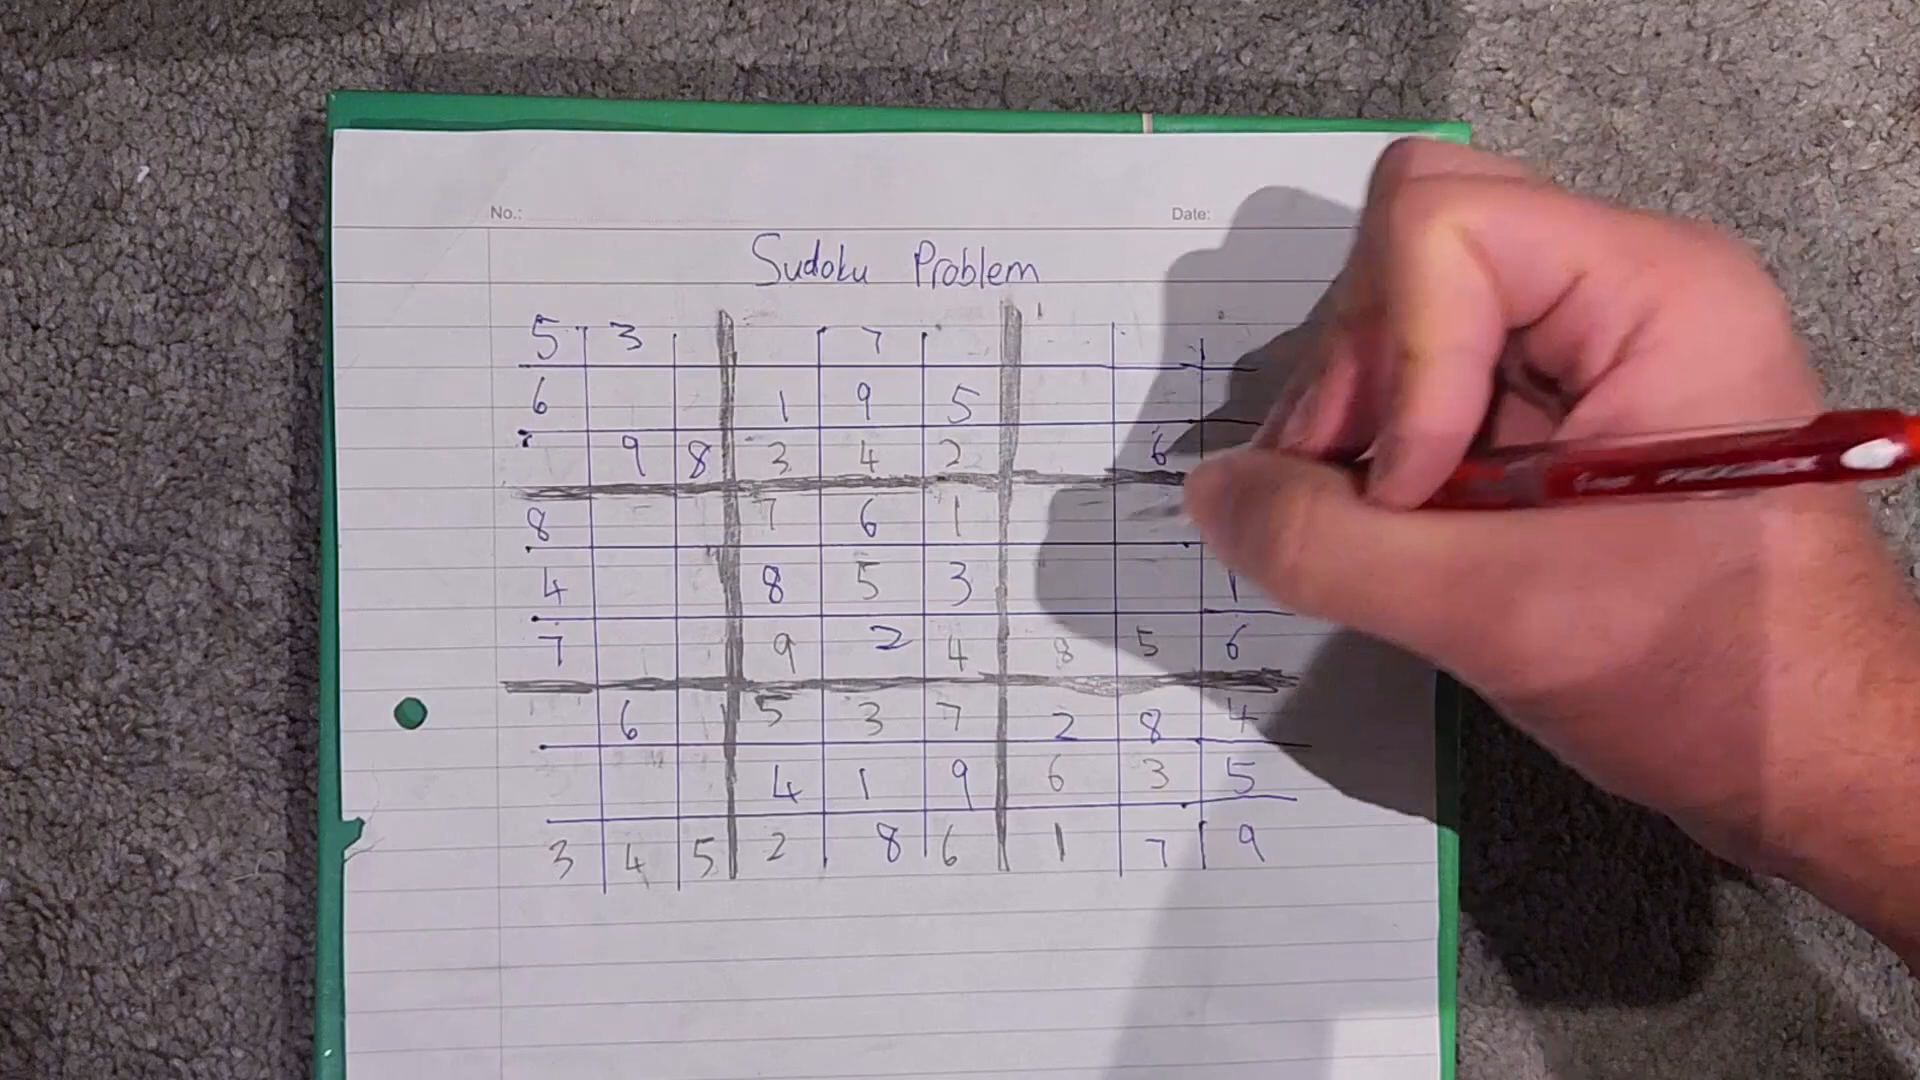 No.: Date:
Sudoku Problem
5 3 7
6 1 9 5
9 8 3 4 2 6
8 7 6 1
4 8 5 3 1
7 9 2 4 8 5 6
6 5 3 7 2 8 4
4 1 9 6 3 5
3 4 5 2 8 6 1 7 9